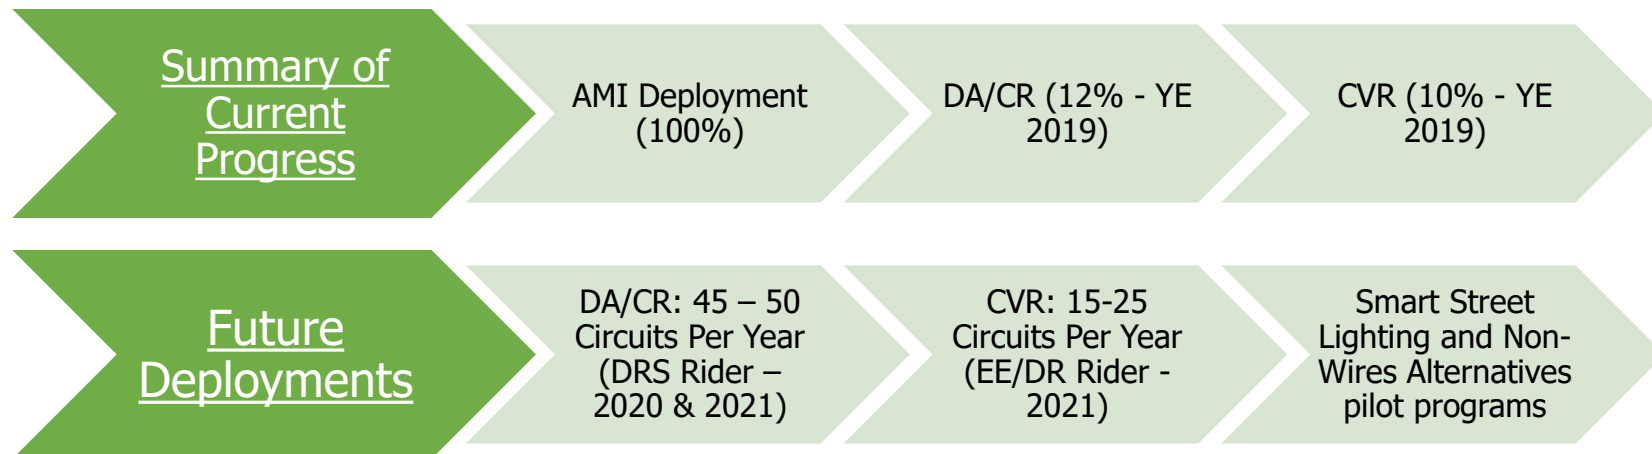 Summary of
Current
Progress
AMI Deployment
(100%)
DA/CR (12% - YE
2019)
CVR (10% - YE
2019)
Future
Deployments
DA/CR: 45 – 50
Circuits Per Year
(DRS Rider –
2020 & 2021)
CVR: 15-25
Circuits Per Year
(EE/DR Rider -
2021)
Smart Street
Lighting and Non-
Wires Alternatives
pilot programs